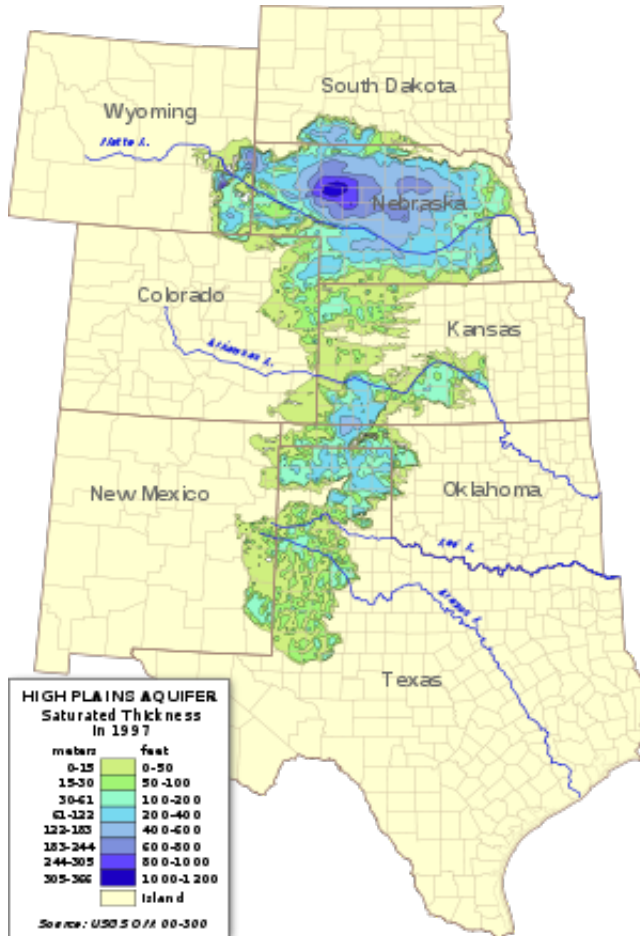 South Dakota
Wyoming
Platte R.
Nebraska
Colorado
Kansas
Arkansas R.
New Mexico
Oklahoma
Red R.
Brazos R.
Texas
HIGH PLAINS AQUIFER
Saturated Thickness
in 1997
meters feet
0-15 0-50
15-30 50-100
30-61 100-200
61-122 200-400
122-183 400-600
183-244 600-800
244-305 800-1000
305-366 1000-1200
Island
Source: USGS OFR 00-300